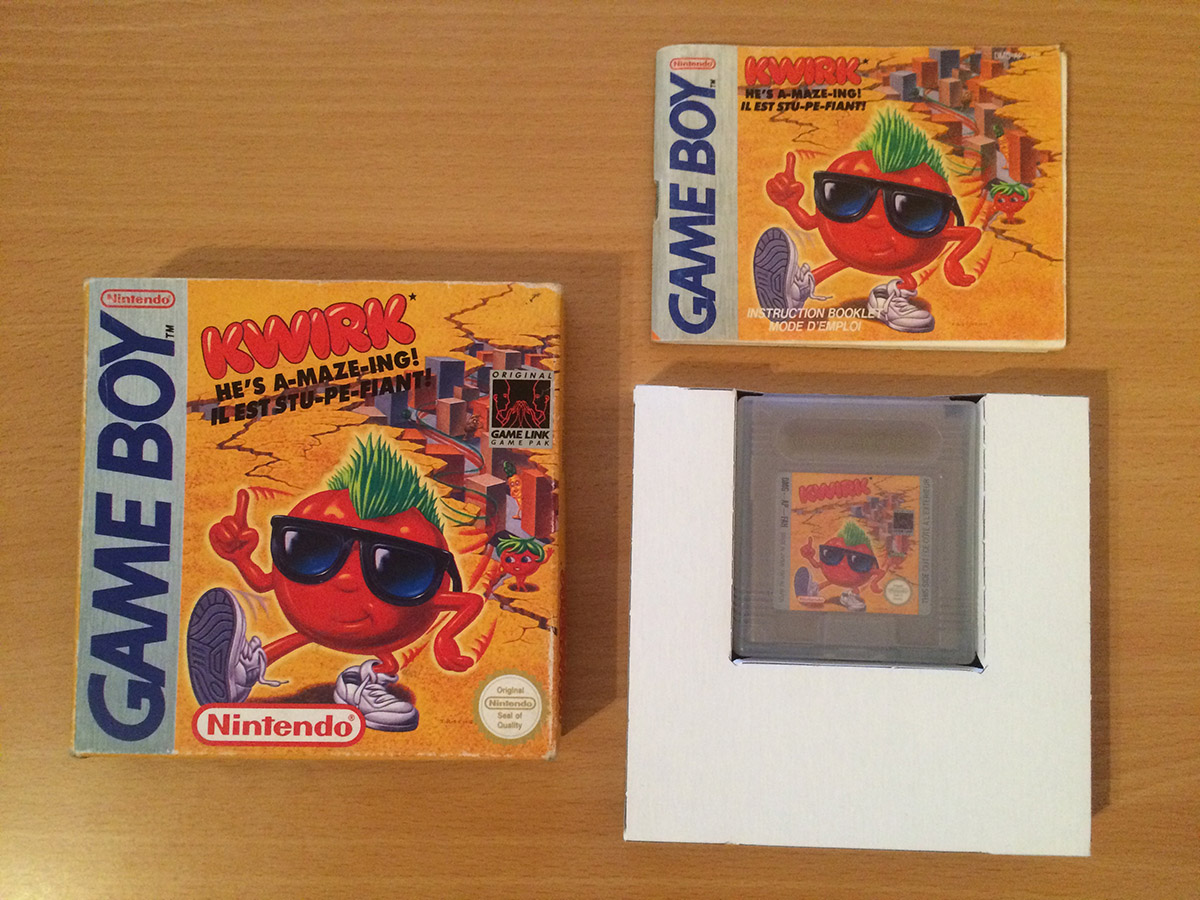 Nintendo
GAME BOY
TM
KWIRK
HE'S A-MAZE-ING!
IL EST STU-PE-FIANT!
ORIGINAL
GAME LINK
GAME PAK
Nintendo®
Original
Nintendo
Seal of
Quality
Nintendo
GAME BOY
TM
KWIRK
HE'S A-MAZE-ING!
IL EST STU-PE-FIANT!
INSTRUCTION BOOKLET
MODE D'EMPLOI
KWIRK